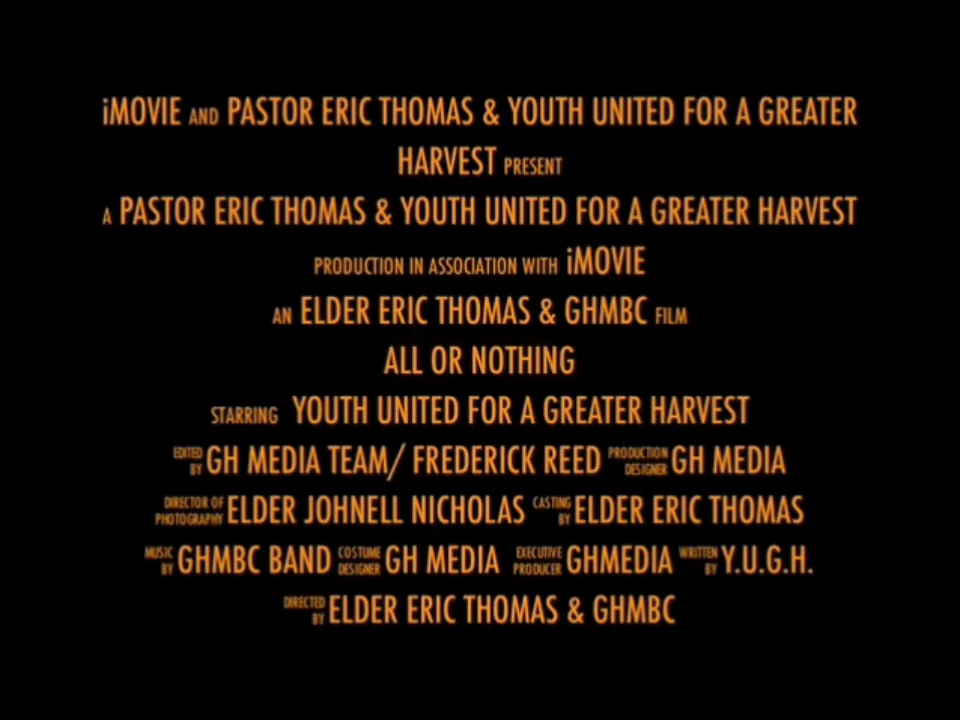 iMOVIE AND PASTOR ERIC THOMAS & YOUTH UNITED FOR A GREATER
HARVEST PRESENT
A PASTOR ERIC THOMAS & YOUTH UNITED FOR A GREATER HARVEST
PRODUCTION IN ASSOCIATION WITH iMOVIE
AN ELDER ERIC THOMAS & GHMBC FILM
ALL OR NOTHING
STARRING YOUTH UNITED FOR A GREATER HARVEST
EDITED BY GH MEDIA TEAM/ FREDERICK REED PRODUCTION DESIGNER GH MEDIA
DIRECTOR OF PHOTOGRAPHY ELDER JOHNELL NICHOLAS CASTING BY ELDER ERIC THOMAS
MUSIC BY GHMBC BAND COSTUME DESIGNER GH MEDIA EXECUTIVE PRODUCER GHMEDIA WRITTEN BY Y.U.G.H.
DIRECTED BY ELDER ERIC THOMAS & GHMBC